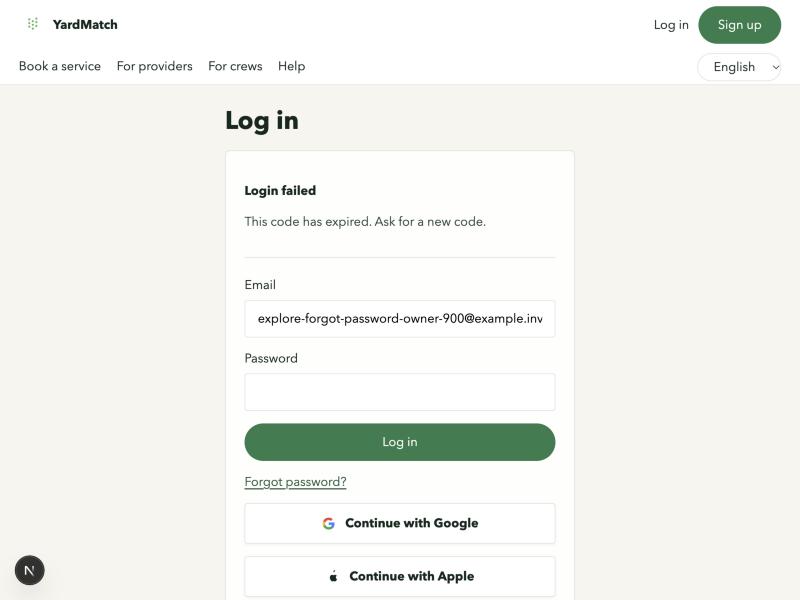 YardMatch
Log in
Sign up
Book a service
For providers
For crews
Help
English
Log in
Login failed
This code has expired. Ask for a new code.
Email
explore-forgot-password-owner-900@example.inv
Password
Log in
Forgot password?
Continue with Google
Continue with Apple
N